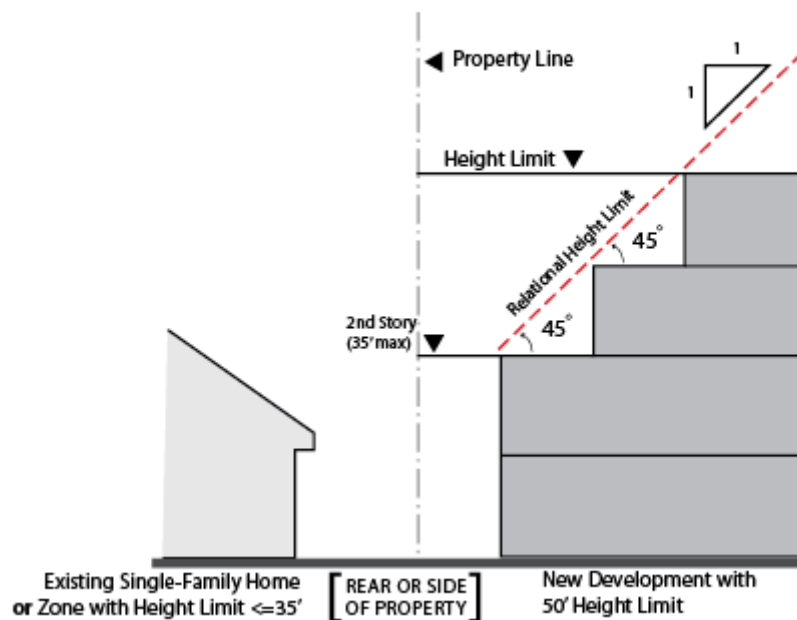 1
1
Property Line
Height Limit
Relational Height Limit
45°
45°
2nd Story
(35'max)
Existing Single-Family Home
or Zone with Height Limit <=35'
[REAR OR SIDE
OF PROPERTY]
New Development with
50' Height Limit